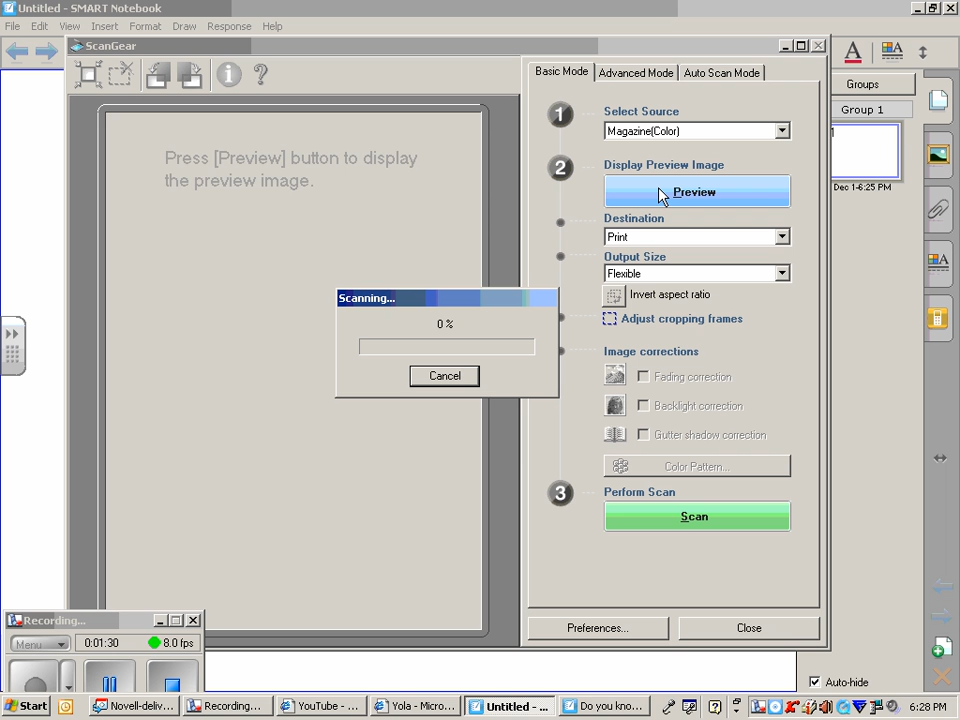 Untitled - SMART Notebook
File Edit View Insert Format Draw Response Help
ScanGear
Basic Mode Advanced Mode Auto Scan Mode
Press [Preview] button to display
the preview image.
1 Select Source
Magazine(Color)
2 Display Preview Image
Preview
Destination
Print
Output Size
Flexible
Invert aspect ratio
Adjust cropping frames
Image corrections
Fading correction
Backlight correction
Gutter shadow correction
Color Pattern...
3 Perform Scan
Scan
Preferences... Close
Scanning...
0 %
Cancel
Groups
Group 1
1
Dec 1-6:25 PM
Auto-hide
Recording...
Menu 0:01:30 8.0 fps
Start Novell-deliv... Recording... YouTube - ... Yola - Micro... Untitled - ... Do you kno... 6:28 PM